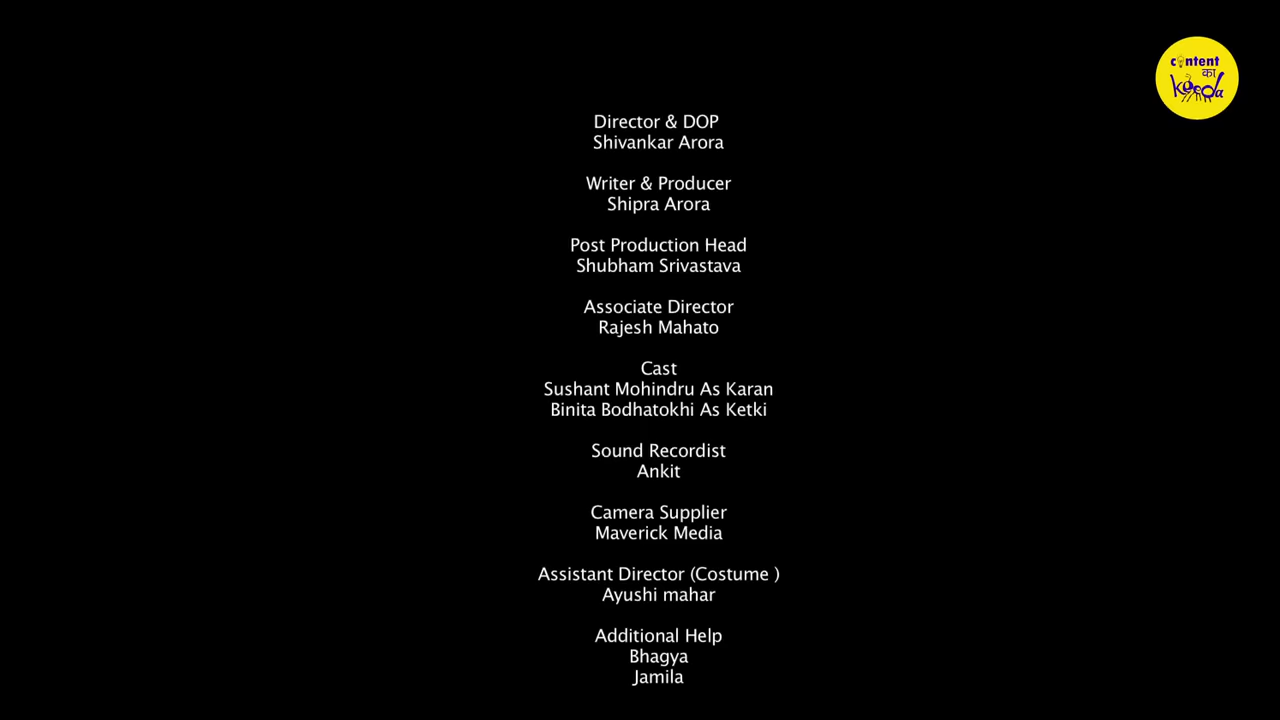 content
का
keeda
Director & DOP
Shivankar Arora
Writer & Producer
Shipra Arora
Post Production Head
Shubham Srivastava
Associate Director
Rajesh Mahato
Cast
Sushant Mohindru As Karan
Binita Bodhatokhi As Ketki
Sound Recordist
Ankit
Camera Supplier
Maverick Media
Assistant Director (Costume )
Ayushi mahar
Additional Help
Bhagya
Jamila